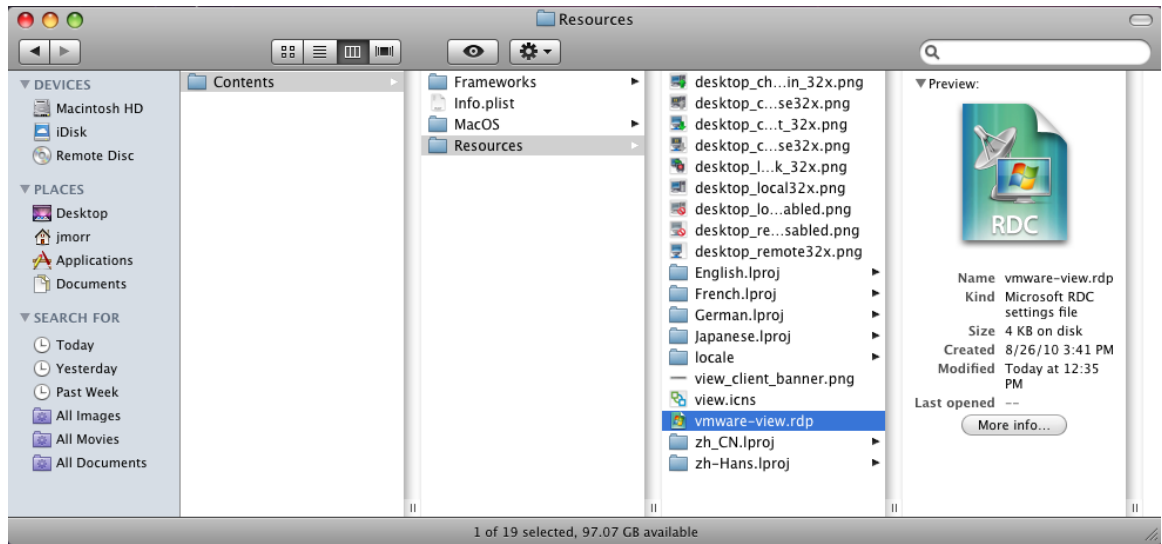 Resources
DEVICES
Macintosh HD
iDisk
Remote Disc
PLACES
Desktop
jmorr
Applications
Documents
SEARCH FOR
Today
Yesterday
Past Week
All Images
All Movies
All Documents
Contents
Frameworks
Info.plist
MacOS
Resources
desktop_ch...in_32x.png
desktop_c...se32x.png
desktop_c...t_32x.png
desktop_c...se32x.png
desktop_l...k_32x.png
desktop_local32x.png
desktop_lo...abled.png
desktop_re...sabled.png
desktop_remote32x.png
English.lproj
French.lproj
German.lproj
Japanese.lproj
locale
view_client_banner.png
view.icns
vmware-view.rdp
zh_CN.lproj
zh-Hans.lproj
Preview:
RDC
Name vmware-view.rdp
Kind Microsoft RDC
settings file
Size 4 KB on disk
Created 8/26/10 3:41 PM
Modified Today at 12:35
PM
Last opened --
More info...
1 of 19 selected, 97.07 GB available